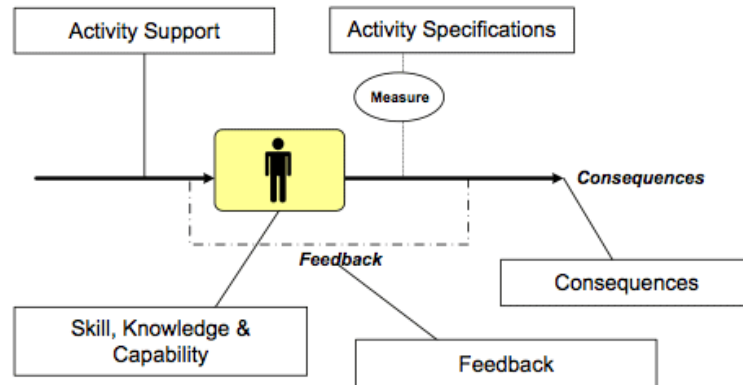 Activity Support
Activity Specifications
Measure
Consequences
Feedback
Consequences
Skill, Knowledge &
Capability
Feedback